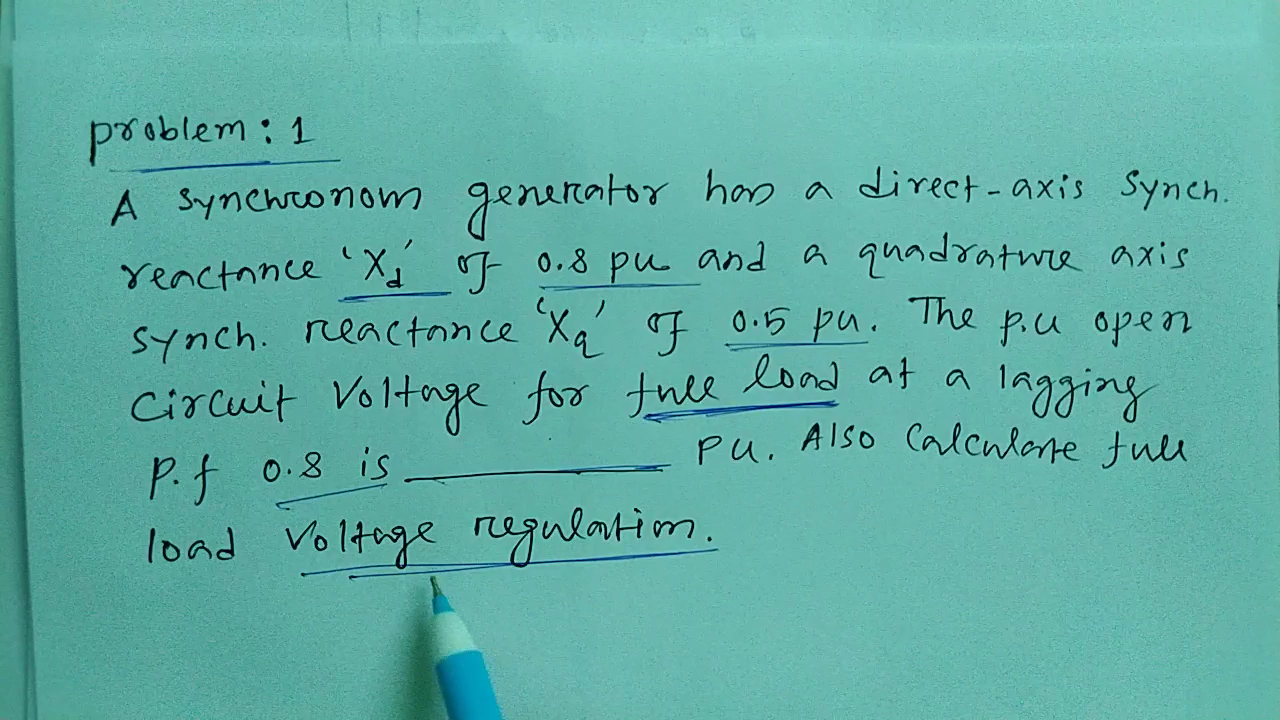 problem: 1
A synchronous generator has a direct-axis synch.
reactance 'Xd' of 0.8 pu and a quadrature axis
synch. reactance 'Xq' of 0.5 pu. The p.u open
circuit voltage for full load at a lagging
P.f 0.8 is ________ pu. Also calculate full
load voltage regulation.